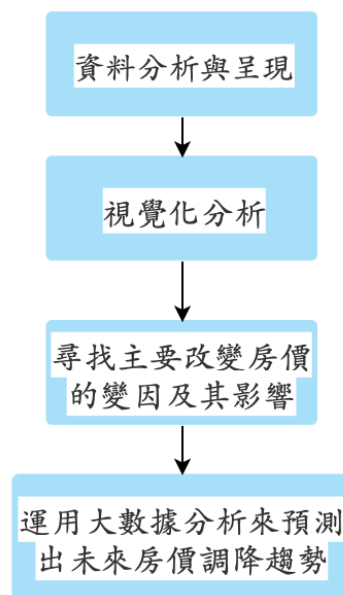 資料分析與呈現
視覺化分析
尋找主要改變房價
的變因及其影響
運用大數據分析來預測
出未來房價調降趨勢